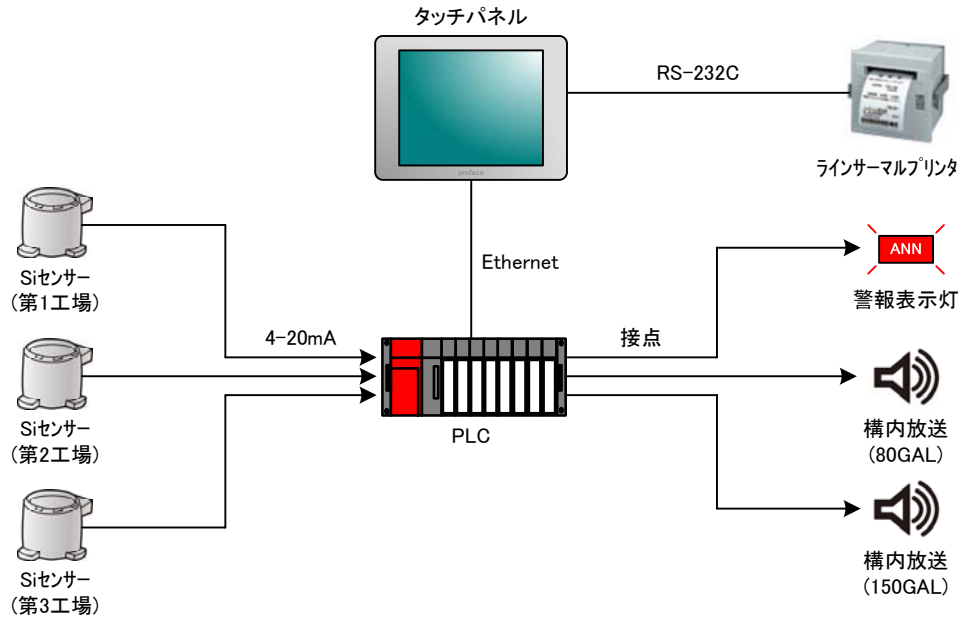 タッチパネル
RS-232C
proface
ラインサーマルプリンタ
Siセンサー
(第1工場)
Ethernet
ANN
警報表示灯
4-20mA
接点
Siセンサー
(第2工場)
PLC
構内放送
(80GAL)
Siセンサー
(第3工場)
構内放送
(150GAL)